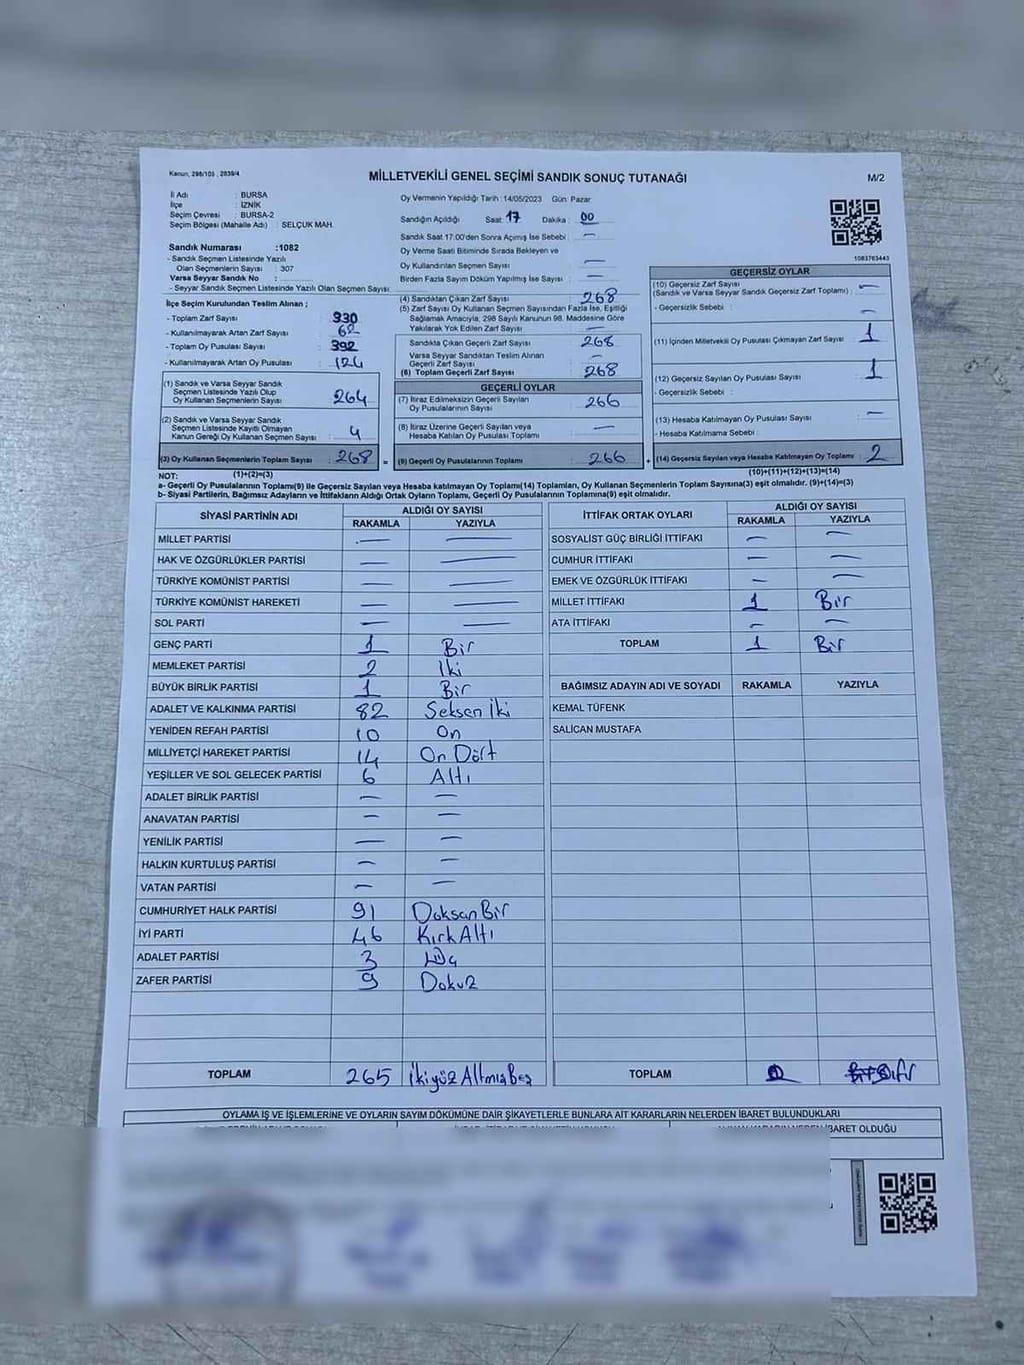 Kanun, 298/105 , 2839/4
MİLLETVEKİLİ GENEL SEÇİMİ SANDIK SONUÇ TUTANAĞI
M/2
İl Adı : BURSA
İlçe : İZNİK
Seçim Çevresi : BURSA-2
Seçim Bölgesi (Mahalle Adı) : SELÇUK MAH.
Sandık Numarası :1082
- Sandık Seçmen Listesinde Yazılı
Olan Seçmenlerin Sayısı : 307
Varsa Seyyar Sandık No :
- Seyyar Sandık Seçmen Listesinde Yazılı Olan Seçmen Sayısı:
Oy Vermenin Yapıldığı Tarih : 14/05/2023 Gün: Pazar
Sandığın Açıldığı Saat: 17 Dakika : 00
Sandık Saat 17.00'den Sonra Açımış İse Sebebi : —
Oy Verme Saati Bitiminde Sırada Bekleyen ve
Oy Kullandırılan Seçmen Sayısı : —
Birden Fazla Sayım Döküm Yapılmış İse Sayısı : —
1083763443
İlçe Seçim Kurulundan Teslim Alınan ;
- Toplam Zarf Sayısı : 330
- Kullanılmayarak Artan Zarf Sayısı : 62
- Toplam Oy Pusulası Sayısı : 392
- Kullanılmayarak Artan Oy Pusulası : 124
(1) Sandık ve Varsa Seyyar Sandık
Seçmen Listesinde Yazılı Olup
Oy Kullanan Seçmenlerin Sayısı : 264
(2) Sandık ve Varsa Seyyar Sandık
Seçmen Listesinde Kayıtlı Olmayan
Kanun Gereği Oy Kullanan Seçmen Sayısı : 4
(3) Oy Kullanan Seçmenlerin Toplam Sayısı : 268 =
(1)+(2)=(3)
(4) Sandıktan Çıkan Zarf Sayısı : 268
(5) Zarf Sayısı Oy Kullanan Seçmen Sayısından Fazla İse, Eşitliği
Sağlamak Amacıyla, 298 Sayılı Kanunun 98. Maddesine Göre
Yakılarak Yok Edilen Zarf Sayısı : —
Sandıkta Çıkan Geçerli Zarf Sayısı : 268
Varsa Seyyar Sandıktan Teslim Alınan
Geçerli Zarf Sayısı : —
(6) Toplam Geçerli Zarf Sayısı : 268
GEÇERLİ OYLAR
(7) İtiraz Edilmeksizin Geçerli Sayılan
Oy Pusulalarının Sayısı : 266
(8) İtiraz Üzerine Geçerli Sayılan veya
Hesaba Katılan Oy Pusulası Toplamı : —
(9) Geçerli Oy Pusulalarının Toplamı : 266 +
GEÇERSİZ OYLAR
(10) Geçersiz Zarf Sayısı
(Sandık ve Varsa Seyyar Sandık Geçersiz Zarf Toplamı) : —
- Geçersizlik Sebebi : —
(11) İçinden Milletvekili Oy Pusulası Çıkmayan Zarf Sayısı : 1
(12) Geçersiz Sayılan Oy Pusulası Sayısı : 1
- Geçersizlik Sebebi :
(13) Hesaba Katılmayan Oy Pusulası Sayısı : —
- Hesaba Katılmama Sebebi :
(14) Geçersiz Sayılan veya Hesaba Katılmayan Oy Toplamı : 2
(10)+(11)+(12)+(13)=(14)
NOT:
a- Geçerli Oy Pusulalarının Toplamı(9) ile Geçersiz Sayılan veya Hesaba katılmayan Oy Toplamı(14) Toplamları, Oy Kullanan Seçmenlerin Toplam Sayısına(3) eşit olmalıdır. (9)+(14)=(3)
b- Siyasi Partilerin, Bağımsız Adayların ve İttifakların Aldığı Ortak Oyların Toplamı, Geçerli Oy Pusulalarının Toplamına(9) eşit olmalıdır.
SİYASİ PARTİNİN ADI ALDIĞI OY SAYISI
RAKAMLA YAZIYLA
MİLLET PARTİSİ — —
HAK VE ÖZGÜRLÜKLER PARTİSİ — —
TÜRKİYE KOMÜNİST PARTİSİ — —
TÜRKİYE KOMÜNİST HAREKETİ — —
SOL PARTİ — —
GENÇ PARTİ 1 Bir
MEMLEKET PARTİSİ 2 İki
BÜYÜK BİRLİK PARTİSİ 1 Bir
ADALET VE KALKINMA PARTİSİ 82 Seksen İki
YENİDEN REFAH PARTİSİ 10 On
MİLLİYETÇİ HAREKET PARTİSİ 14 On Dört
YEŞİLLER VE SOL GELECEK PARTİSİ 6 Altı
ADALET BİRLİK PARTİSİ — —
ANAVATAN PARTİSİ — —
YENİLİK PARTİSİ — —
HALKIN KURTULUŞ PARTİSİ — —
VATAN PARTİSİ — —
CUMHURİYET HALK PARTİSİ 91 Doksan Bir
İYİ PARTİ 46 Kırk Altı
ADALET PARTİSİ 3 Üç
ZAFER PARTİSİ 9 Dokuz
TOPLAM 265 İkiyüz Altmış Beş
İTTİFAK ORTAK OYLARI ALDIĞI OY SAYISI
RAKAMLA YAZIYLA
SOSYALİST GÜÇ BİRLİĞİ İTTİFAKI — —
CUMHUR İTTİFAKI — —
EMEK VE ÖZGÜRLÜK İTTİFAKI — —
MİLLET İTTİFAKI 1 Bir
ATA İTTİFAKI — —
TOPLAM 1 Bir
BAĞIMSIZ ADAYIN ADI VE SOYADI RAKAMLA YAZIYLA
KEMAL TÜFENK
SALİCAN MUSTAFA
TOPLAM 0 Sıfır
OYLAMA İŞ VE İŞLEMLERİNE VE OYLARIN SAYIM DÖKÜMÜNE DAİR ŞİKAYETLERLE BUNLARA AİT KARARLARIN NELERDEN İBARET BULUNDUKLARI
İBARET OLDUĞU